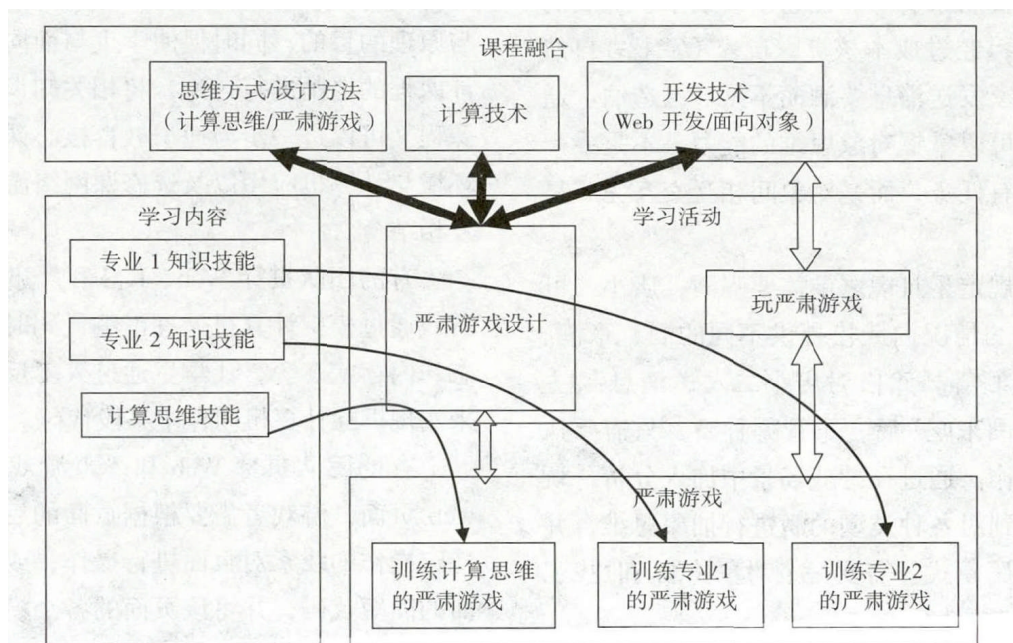 课程融合
思维方式/设计方法
（计算思维/严肃游戏）
计算技术
开发技术
（Web 开发/面向对象）
学习内容
学习活动
专业 1 知识技能
专业 2 知识技能
计算思维技能
严肃游戏设计
玩严肃游戏
严肃游戏
训练计算思维
的严肃游戏
训练专业1
的严肃游戏
训练专业2
的严肃游戏